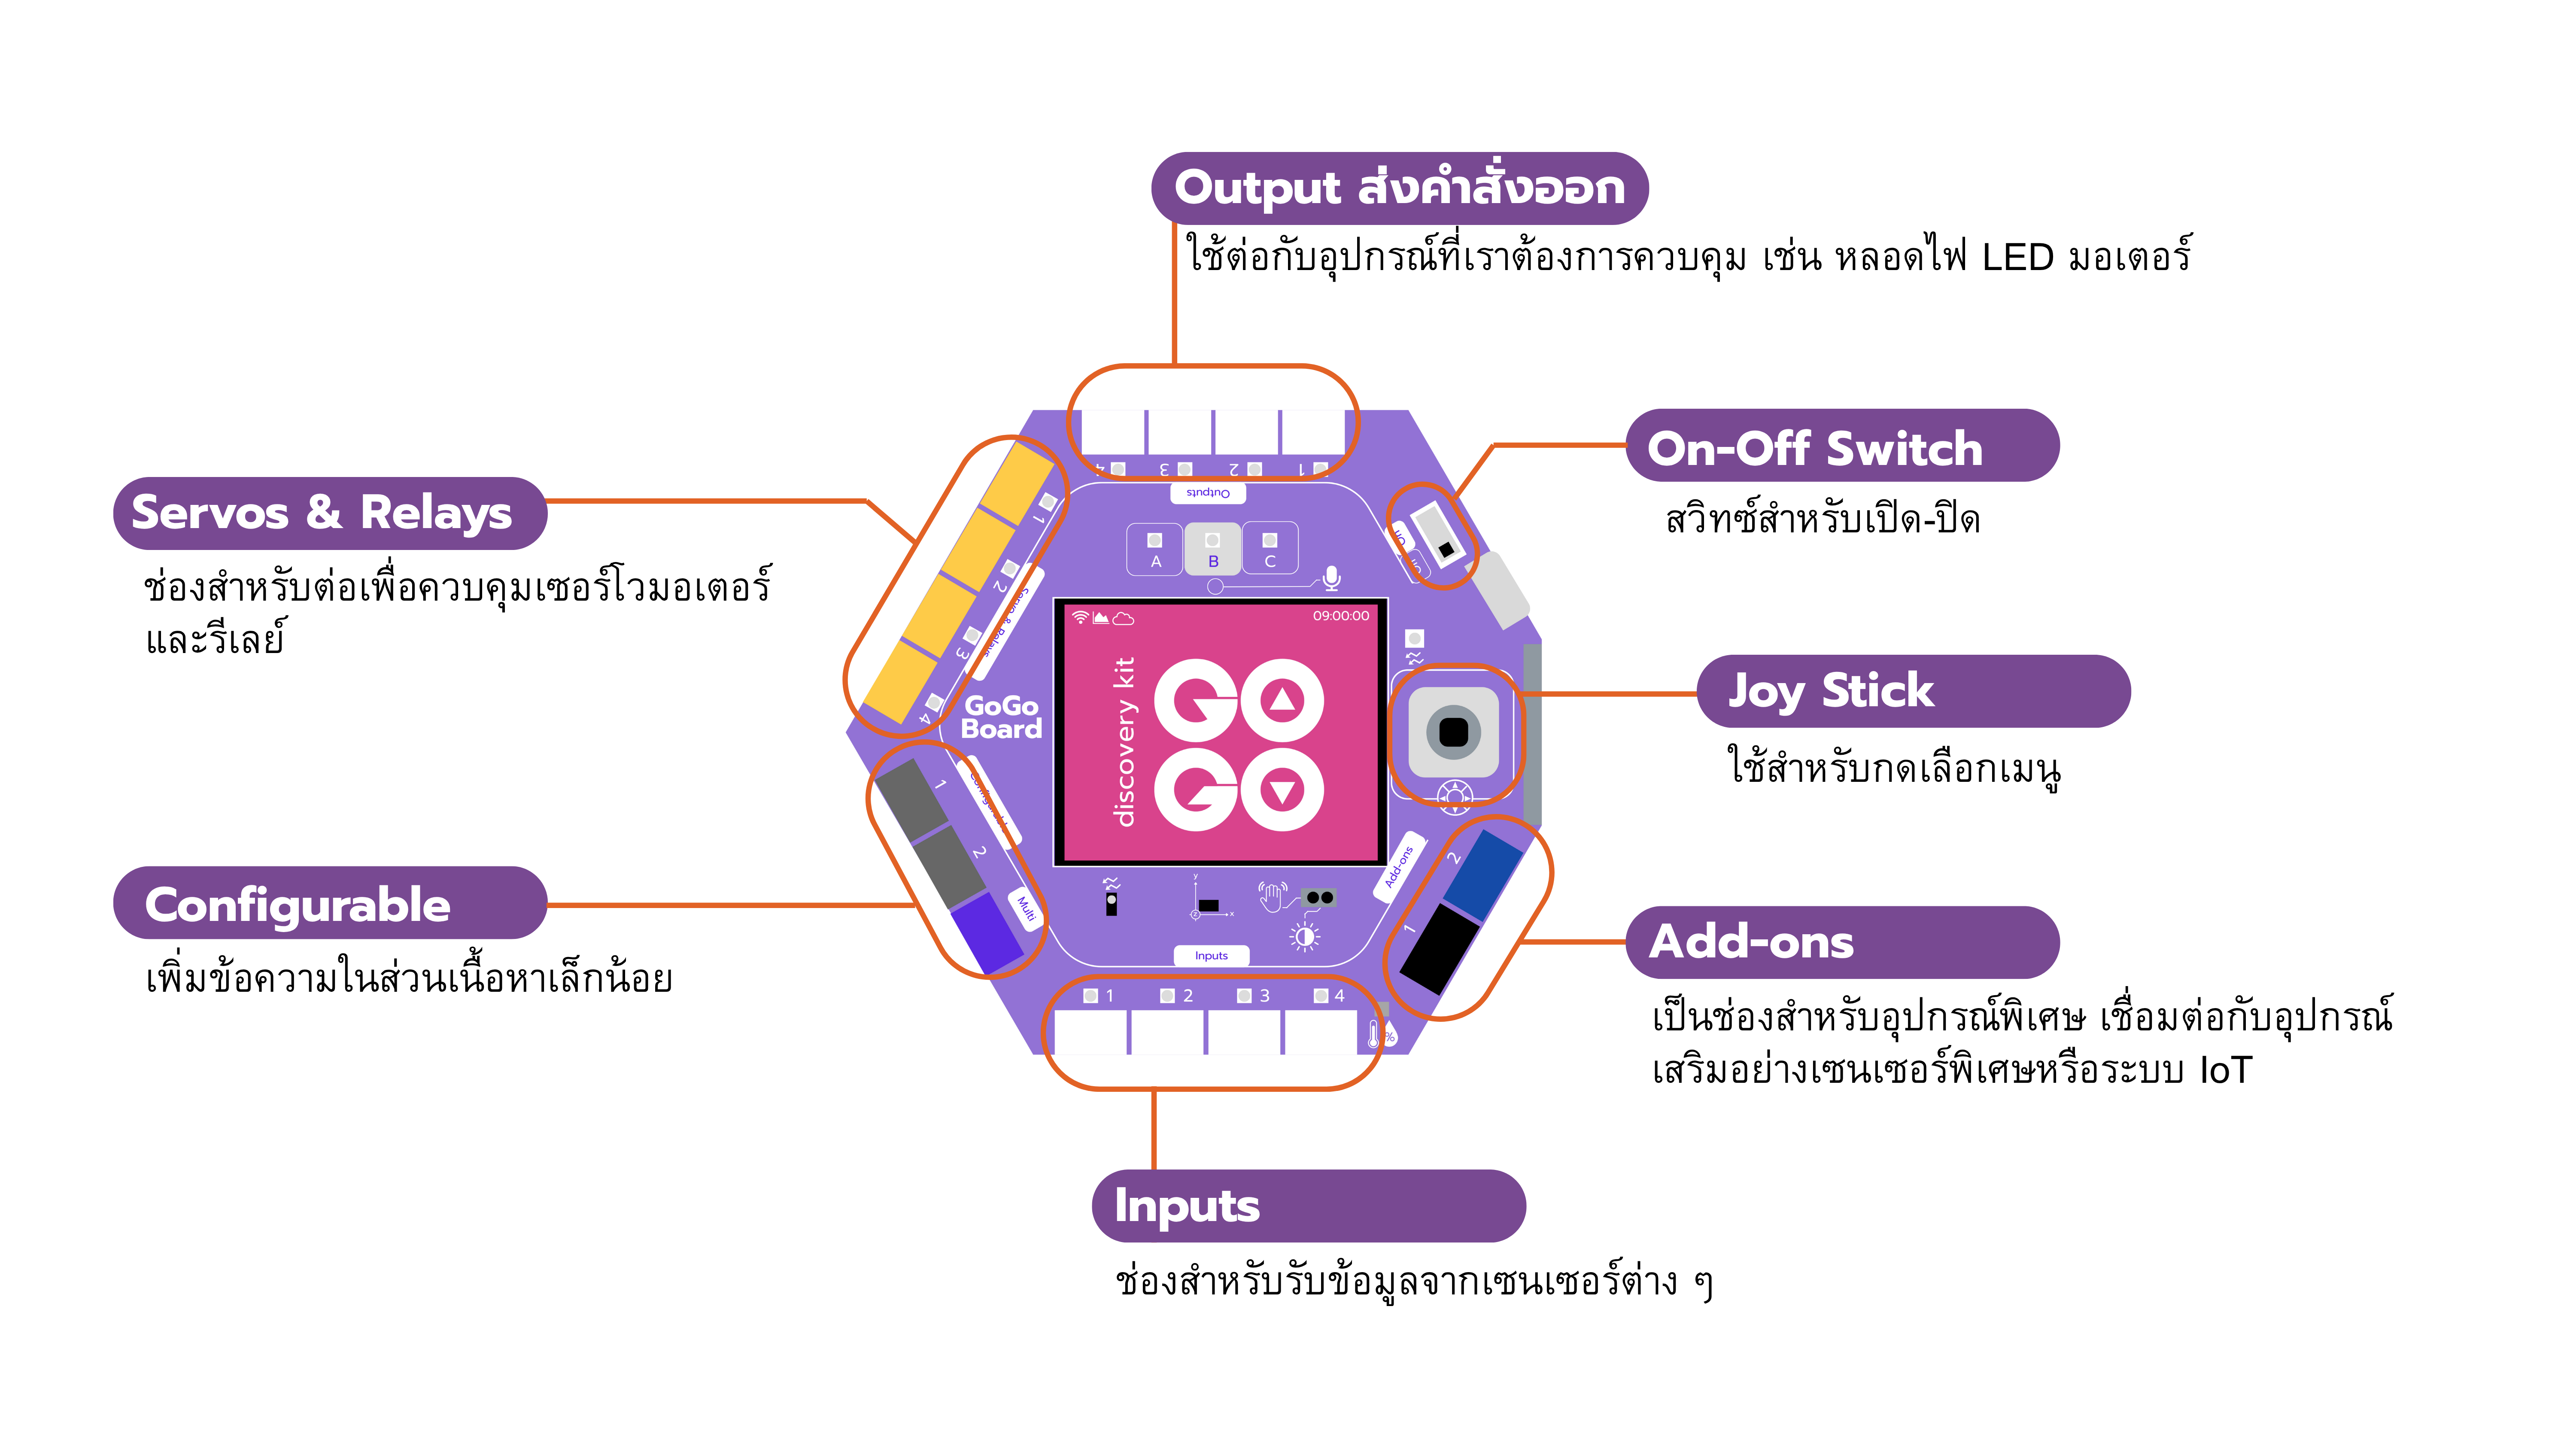 Output ส่งคำสั่งออก
ใช้ต่อกับอุปกรณ์ที่เราต้องการควบคุม เช่น หลอดไฟ LED มอเตอร์
On-Off Switch
สวิทซ์สำหรับเปิด-ปิด
Servos & Relays
ช่องสำหรับต่อเพื่อควบคุมเซอร์โวมอเตอร์
และรีเลย์
Joy Stick
ใช้สำหรับกดเลือกเมนู
Configurable
เพิ่มข้อความในส่วนเนื้อหาเล็กน้อย
Add-ons
เป็นช่องสำหรับอุปกรณ์พิเศษ เชื่อมต่อกับอุปกรณ์
เสริมอย่างเซนเซอร์พิเศษหรือระบบ IoT
Inputs
ช่องสำหรับรับข้อมูลจากเซนเซอร์ต่าง ๆ
4 3 2 1
Outputs
A B C
1
2
3
4
Servo & Relays
GoGo
Board
09:00:00
discovery kit
GO
GO
1
2
Configurable
Multi
y
z x
Add-ons
2
1
Inputs
1 2 3 4
%